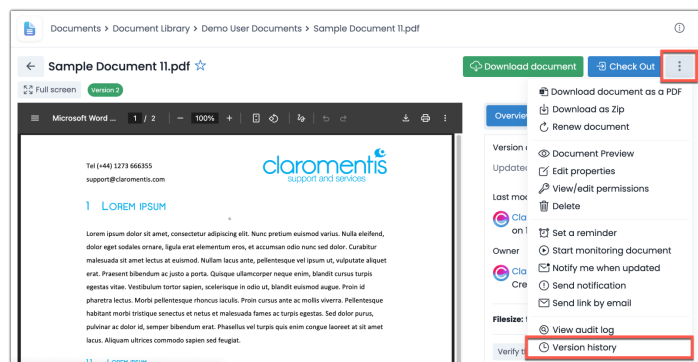 Documents > Document Library > Demo User Documents > Sample Document 11.pdf
Sample Document 11.pdf
Download document
Check Out
Full screen
Version 2
Download document as a PDF
Download as Zip
Renew document
Document Preview
Edit properties
View/edit permissions
Delete
Set a reminder
Start monitoring document
Notify me when updated
Send notification
Send link by email
View audit log
Version history
Microsoft Word ...
1 / 2
100%
Overvie
Version
Update
Last mo
Cla
on 1
Owner
Cla
Cre
Filesize:
Verify t
Tel (+44) 1273 666355
support@claromentis.com
claromentis
support and services
1 LOREM IPSUM
Lorem ipsum dolor sit amet, consectetur adipiscing elit. Nunc pretium euismod varius. Nulla eleifend,
dolor eget sodales ornare, ligula erat elementum eros, et accumsan odio nunc sed dolor. Curabitur
malesuada sit amet lectus at euismod. Nullam lacus ante, pellentesque vel ipsum ut, vulputate aliquet
erat. Praesent bibendum ac justo a porta. Quisque ullamcorper neque enim, blandit cursus turpis
egestas vitae. Vestibulum tortor sapien, scelerisque in odio ut, blandit euismod augue. Proin id
pharetra lectus. Morbi pellentesque rhoncus iaculis. Proin cursus ante ac mollis viverra. Pellentesque
habitant morbi tristique senectus et netus et malesuada fames ac turpis egestas. Sed dolor purus,
pulvinar ac dolor id, semper bibendum erat. Phasellus vel turpis quis enim congue laoreet at sit amet
lacus. Aliquam ultrices commodo sapien sed feugiat.